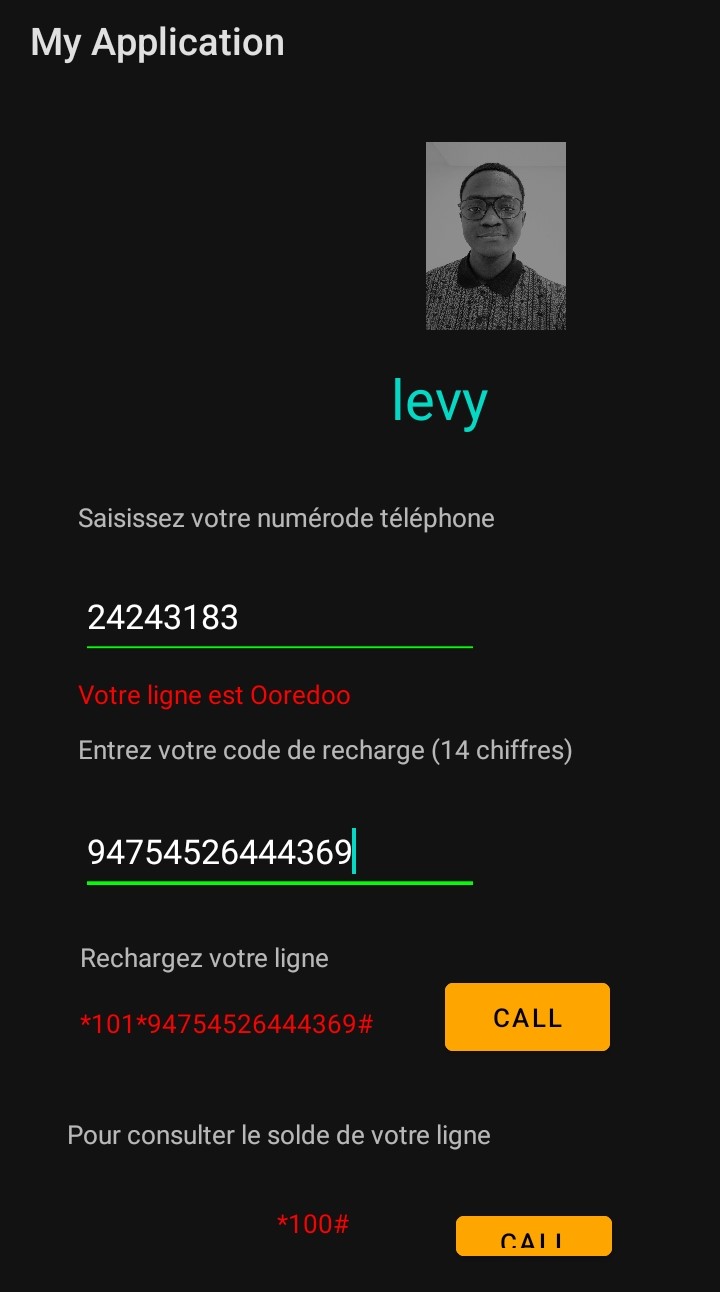 My Application
levy
Saisissez votre numérode téléphone
24243183
Votre ligne est Ooredoo
Entrez votre code de recharge (14 chiffres)
94754526444369
Rechargez votre ligne
*101*94754526444369#
CALL
Pour consulter le solde de votre ligne
*100#
CALL